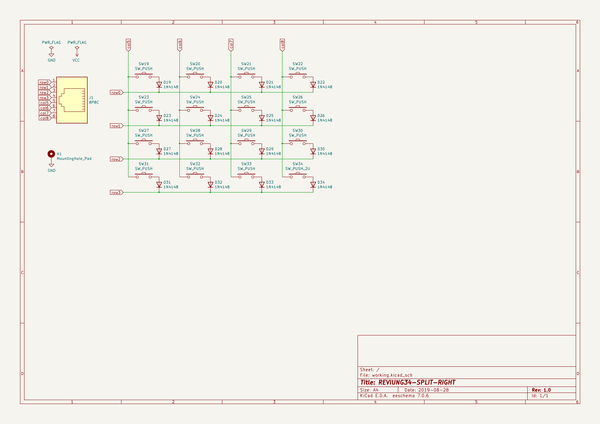 PWR_FLAG
PWR_FLAG
GND
VCC
J1
8P8C
H1
MountingHole_Pad
GND
SW19
SW_PUSH
SW20
SW_PUSH
SW21
SW_PUSH
SW22
SW_PUSH
D19
1N4148
D20
1N4148
D21
1N4148
D22
1N4148
row0
SW23
SW_PUSH
SW24
SW_PUSH
SW25
SW_PUSH
SW26
SW_PUSH
D23
1N4148
D24
1N4148
D25
1N4148
D26
1N4148
row1
SW27
SW_PUSH
SW28
SW_PUSH
SW29
SW_PUSH
SW30
SW_PUSH
D27
1N4148
D28
1N4148
D29
1N4148
D30
1N4148
row2
SW31
SW_PUSH
SW32
SW_PUSH
SW33
SW_PUSH
SW34
SW_PUSH_2U
D31
1N4148
D32
1N4148
D33
1N4148
D34
1N4148
row3
Sheet: /
File: working.kicad_sch
Title: REVIUNG34-SPLIT-RIGHT
Size: A4 Date: 2019-08-28 Rev: 1.0
KiCad E.D.A. eeschema 7.0.6 Id: 1/1